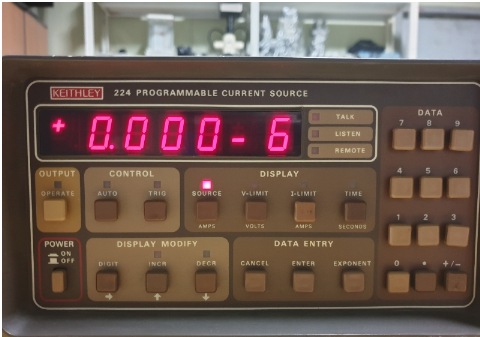 KEITHLEY 224 PROGRAMMABLE CURRENT SOURCE
+ 0.000-6
TALK
LISTEN
REMOTE
DATA
7 8 9
4 5 6
1 2 3
0 • +/−
OUTPUT
OPERATE
CONTROL
AUTO TRIG
DISPLAY
SOURCE V-LIMIT I-LIMIT TIME
AMPS VOLTS AMPS SECONDS
POWER
ON
OFF
DISPLAY MODIFY
DIGIT INCR DECR
→ ↑ ↓
DATA ENTRY
CANCEL ENTER EXPONENT